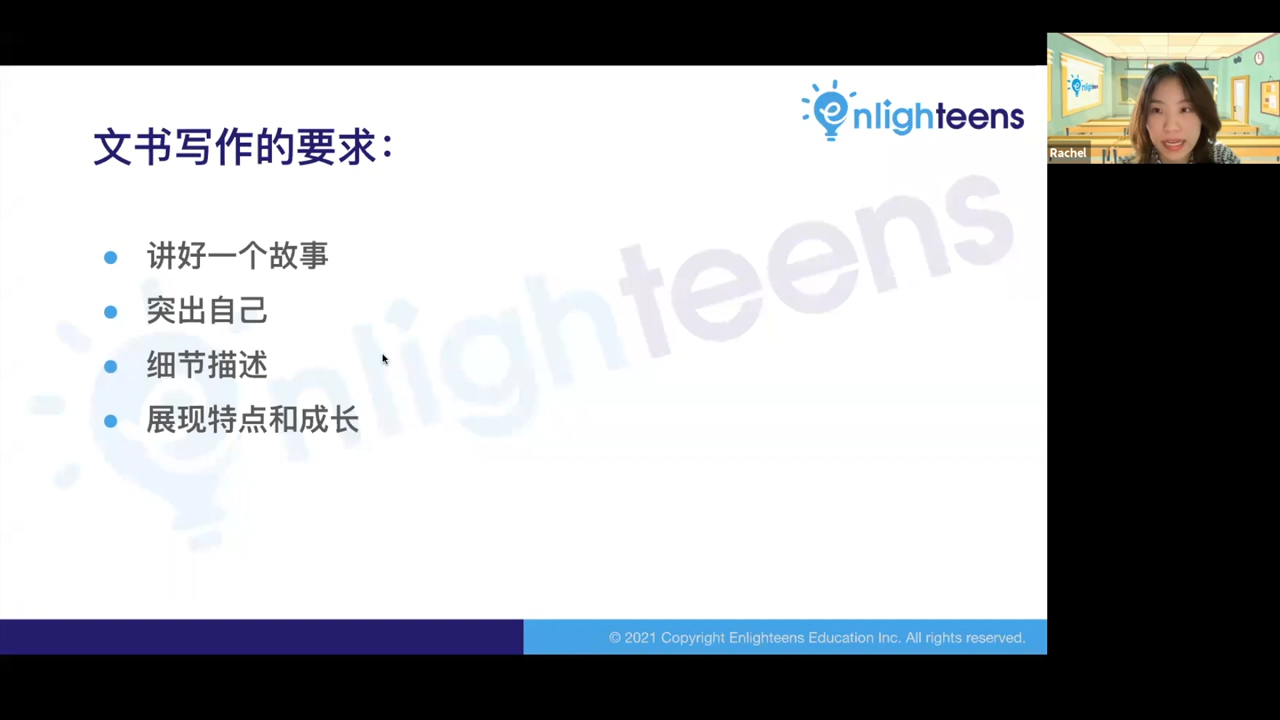 enlighteens
Rachel
文书写作的要求：
讲好一个故事
突出自己
细节描述
展现特点和成长
enlighteens
© 2021 Copyright Enlighteens Education Inc. All rights reserved.